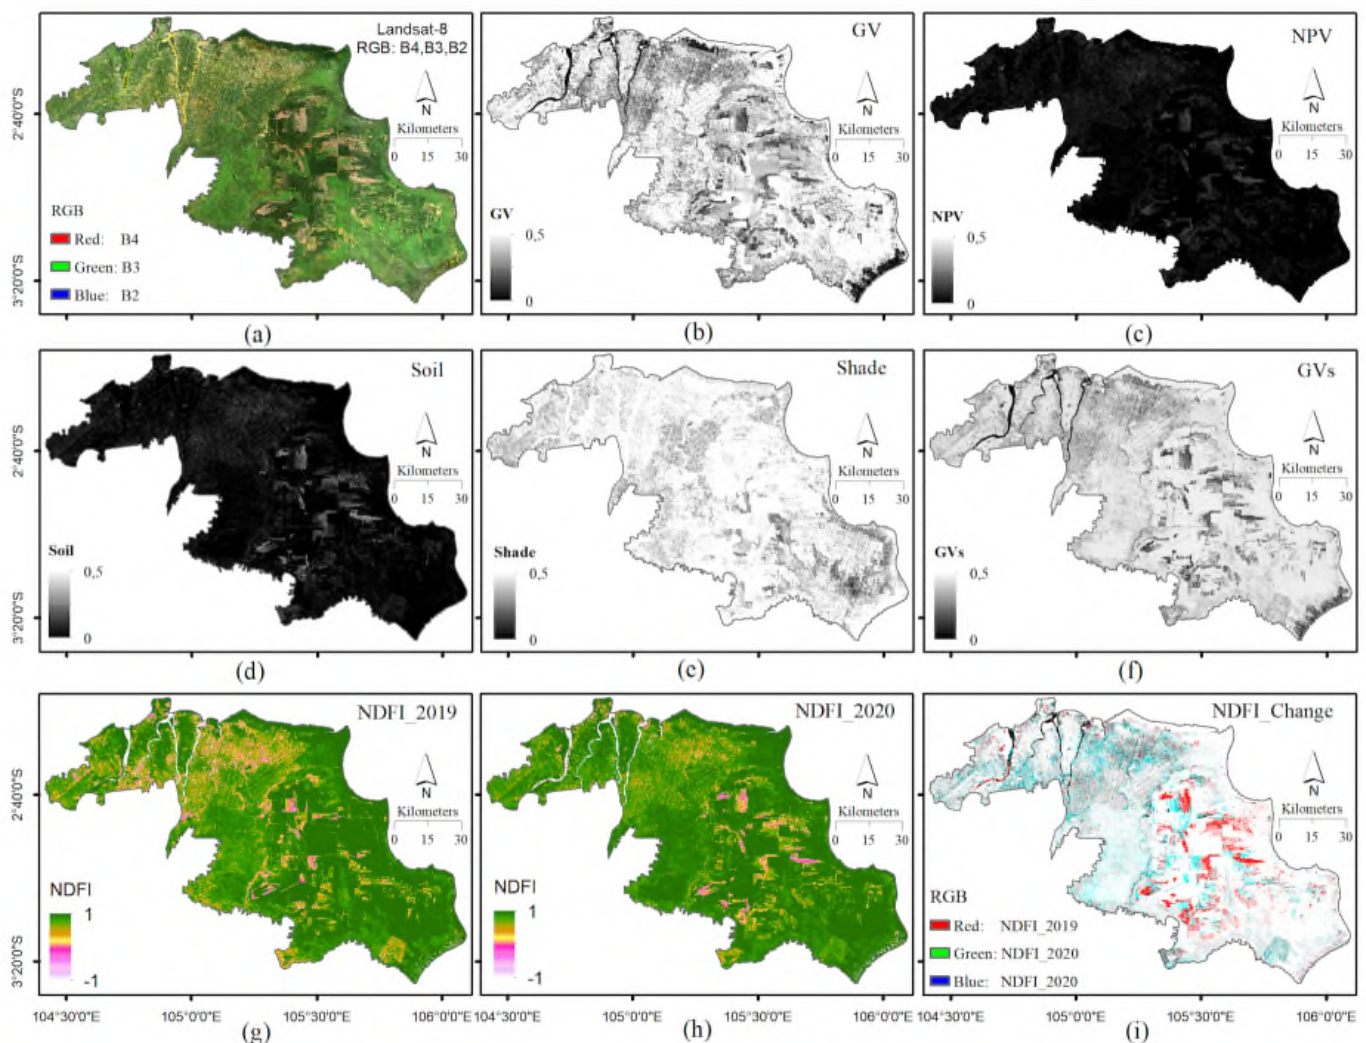 Landsat-8
RGB: B4,B3,B2
N
Kilometers
0 15 30
2°40'0"S
3°20'0"S
RGB
Red: B4
Green: B3
Blue: B2
(a)
GV
N
Kilometers
0 15 30
GV
0,5
0
(b)
NPV
N
Kilometers
0 15 30
NPV
0,5
0
(c)
Soil
N
Kilometers
0 15 30
2°40'0"S
3°20'0"S
Soil
0,5
0
(d)
Shade
N
Kilometers
0 15 30
Shade
0,5
0
(e)
GVs
N
Kilometers
0 15 30
GVs
0,5
0
(f)
NDFI_2019
N
Kilometers
0 15 30
2°40'0"S
3°20'0"S
NDFI
1
-1
104°30'0"E 105°0'0"E 105°30'0"E 106°0'0"E
(g)
NDFI_2020
N
Kilometers
0 15 30
NDFI
1
-1
104°30'0"E 105°0'0"E 105°30'0"E 106°0'0"E
(h)
NDFI_Change
N
Kilometers
0 15 30
RGB
Red: NDFI_2019
Green: NDFI_2020
Blue: NDFI_2020
104°30'0"E 105°0'0"E 105°30'0"E 106°0'0"E
(i)